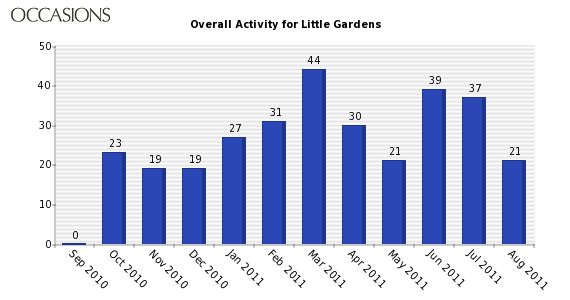 OCCASIONS
Overall Activity for Little Gardens
50
40
30
20
10
0
0
23
19
19
27
31
44
30
21
39
37
21
Sep 2010
Oct 2010
Nov 2010
Dec 2010
Jan 2011
Feb 2011
Mar 2011
Apr 2011
May 2011
Jun 2011
Jul 2011
Aug 2011